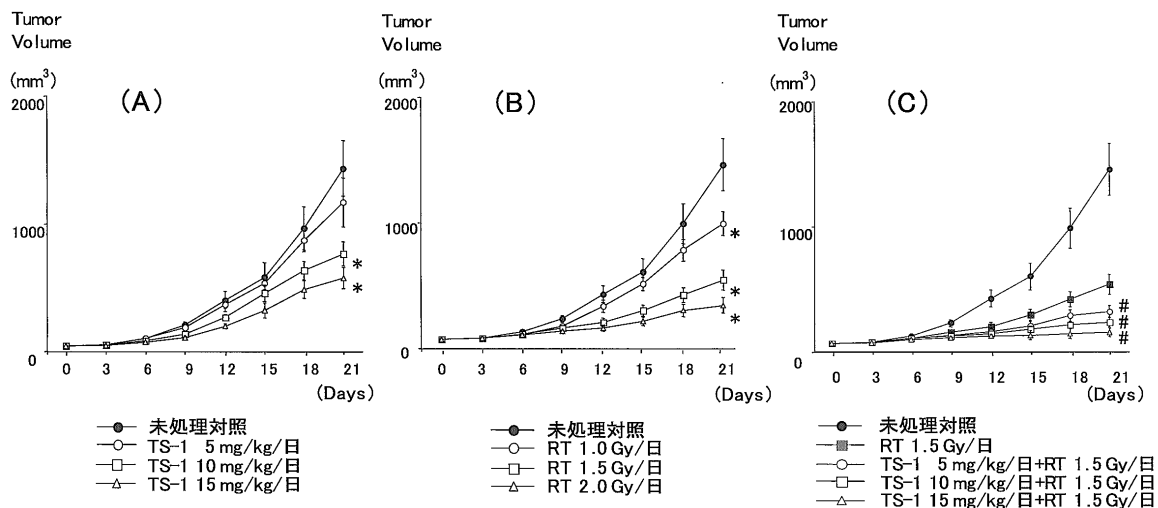 Tumor
Volume
(mm³)
(A)
2000
1000
0
0 3 6 9 12 15 18 21
(Days)
*
*
未処理対照
TS-1 5 mg/kg/日
TS-1 10 mg/kg/日
TS-1 15 mg/kg/日
Tumor
Volume
(mm³)
(B)
2000
1000
0
0 3 6 9 12 15 18 21
(Days)
*
*
*
未処理対照
RT 1.0 Gy/日
RT 1.5 Gy/日
RT 2.0 Gy/日
Tumor
Volume
(mm³)
(C)
2000
1000
0
0 3 6 9 12 15 18 21
(Days)
#
#
#
未処理対照
RT 1.5 Gy/日
TS-1 5 mg/kg/日+RT 1.5 Gy/日
TS-1 10 mg/kg/日+RT 1.5 Gy/日
TS-1 15 mg/kg/日+RT 1.5 Gy/日